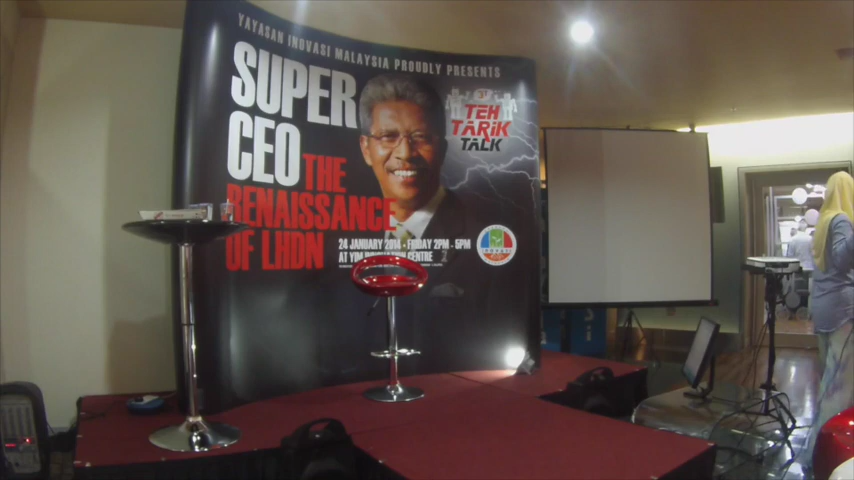 YAYASAN INOVASI MALAYSIA PROUDLY PRESENTS
SUPER
CEO THE
RENAISSANCE
OF LHDN
TEH
TARIK
TALK
24 JANUARY 2014 - FRIDAY 2PM - 5PM
AT YIM INNOVATION CENTRE